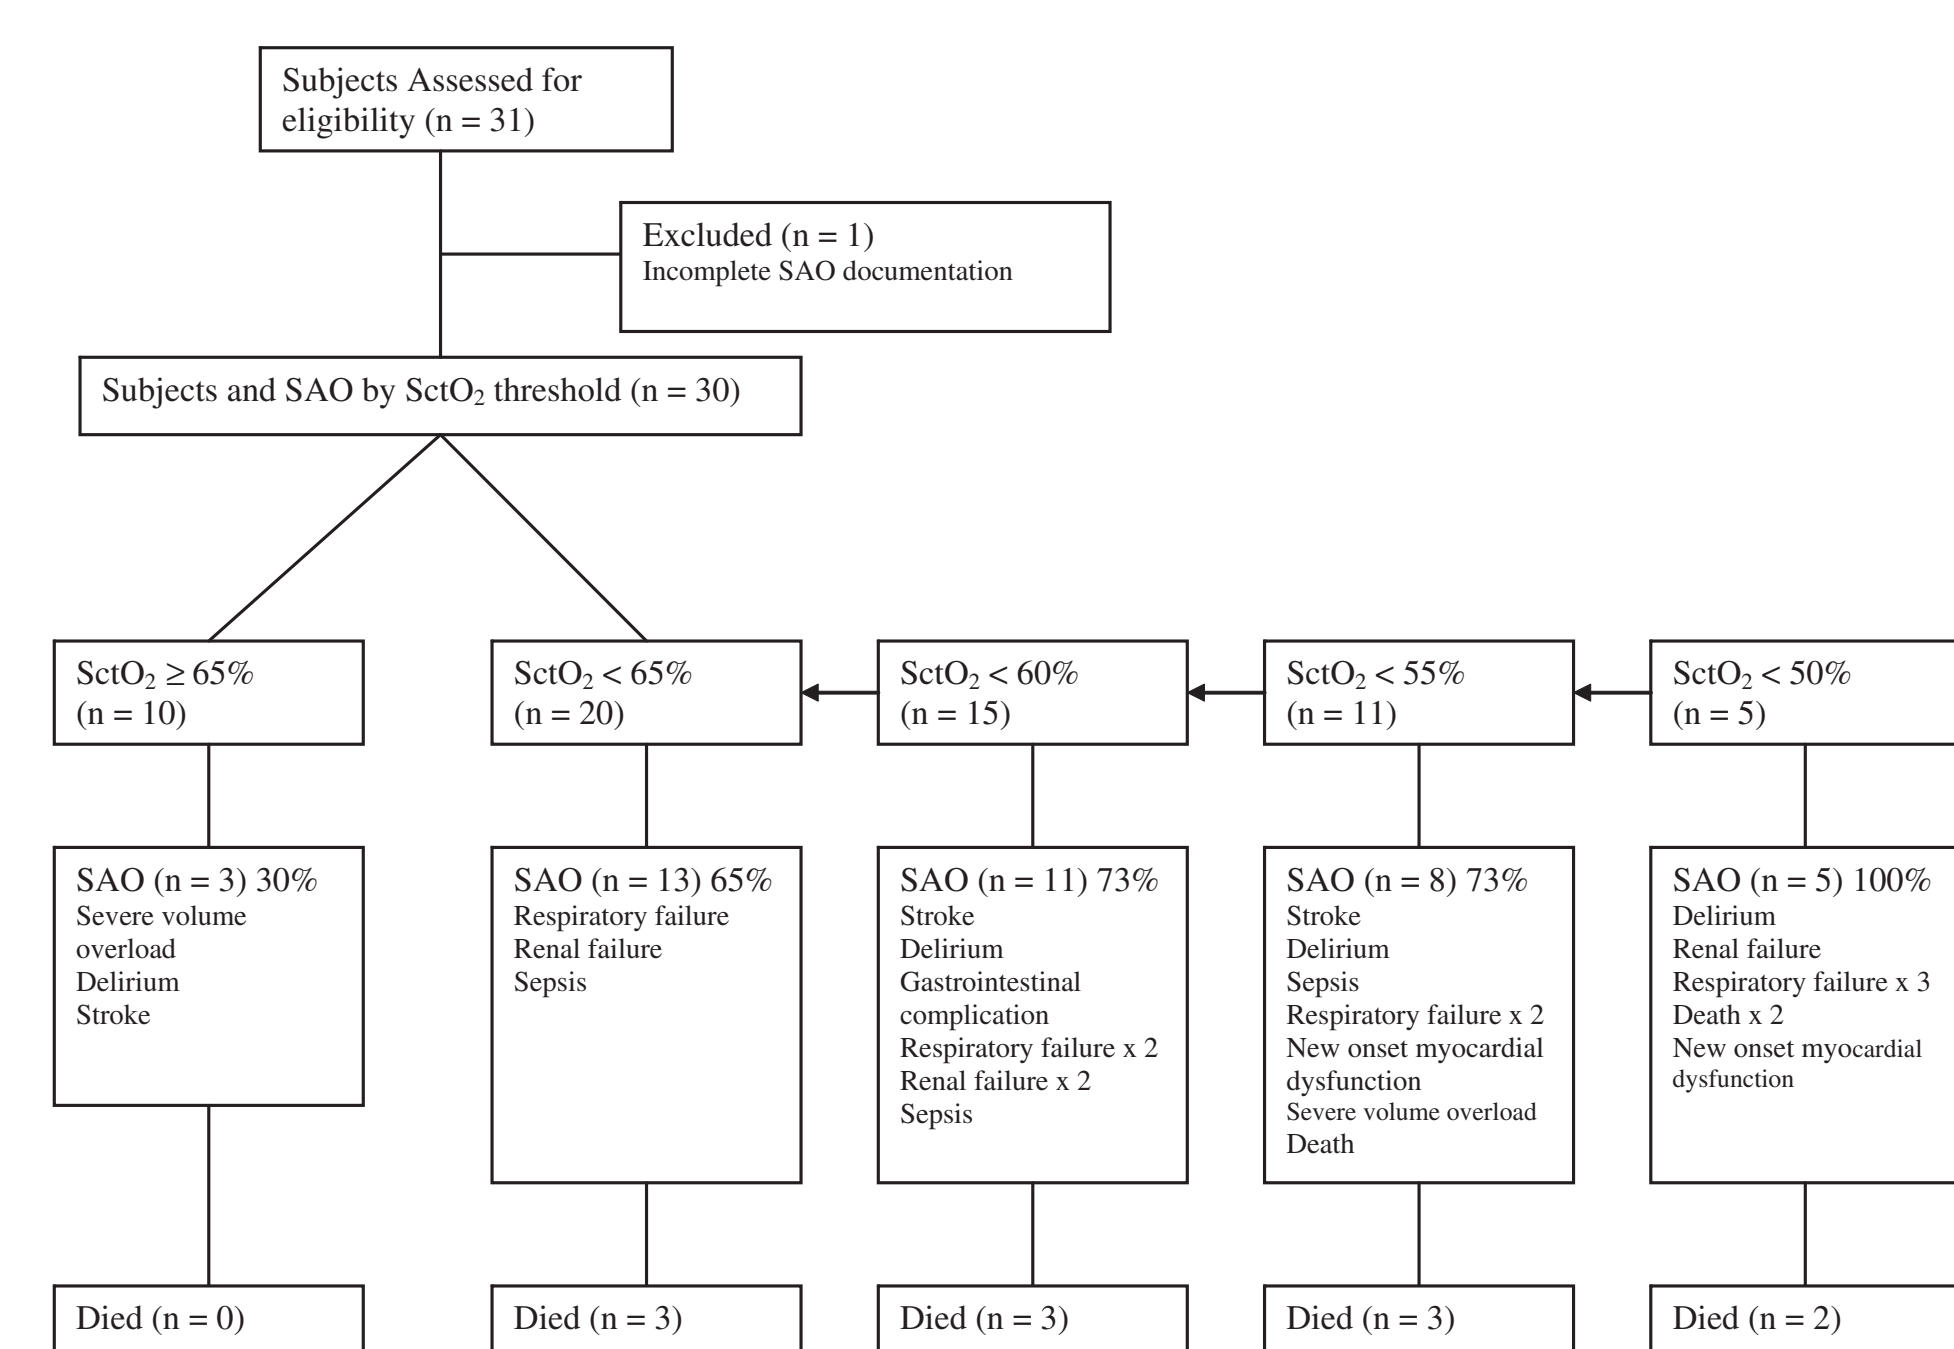 Subjects Assessed for
eligibility (n = 31)
Excluded (n = 1)
Incomplete SAO documentation
Subjects and SAO by SctO₂ threshold (n = 30)
SctO₂ ≥ 65%
(n = 10)
SctO₂ < 65%
(n = 20)
SctO₂ < 60%
(n = 15)
SctO₂ < 55%
(n = 11)
SctO₂ < 50%
(n = 5)
SAO (n = 3) 30%
Severe volume
overload
Delirium
Stroke
SAO (n = 13) 65%
Respiratory failure
Renal failure
Sepsis
SAO (n = 11) 73%
Stroke
Delirium
Gastrointestinal
complication
Respiratory failure x 2
Renal failure x 2
Sepsis
SAO (n = 8) 73%
Stroke
Delirium
Sepsis
Respiratory failure x 2
New onset myocardial
dysfunction
Severe volume overload
Death
SAO (n = 5) 100%
Delirium
Renal failure
Respiratory failure x 3
Death x 2
New onset myocardial
dysfunction
Died (n = 0)
Died (n = 3)
Died (n = 3)
Died (n = 3)
Died (n = 2)